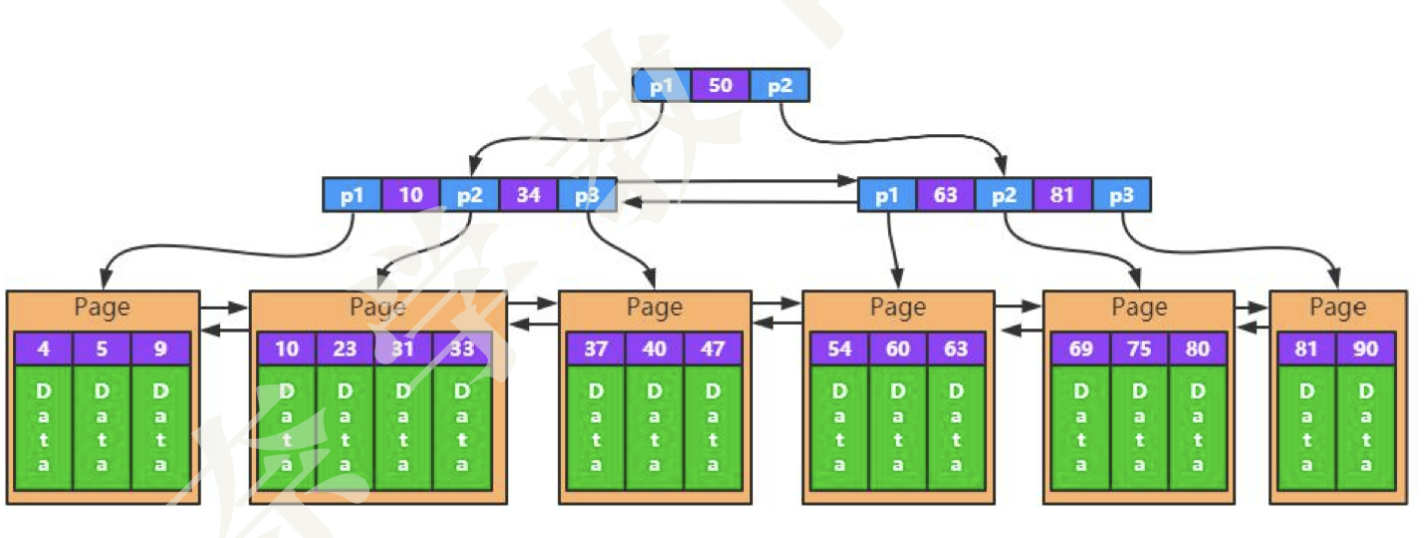 p1 50 p2
p1 10 p2 34 p3
p1 63 p2 81 p3
Page
4 5 9
Data Data Data
Page
10 23 31 33
Data Data Data Data
Page
37 40 47
Data Data Data
Page
54 60 63
Data Data Data
Page
69 75 80
Data Data Data
Page
81 90
Data Data